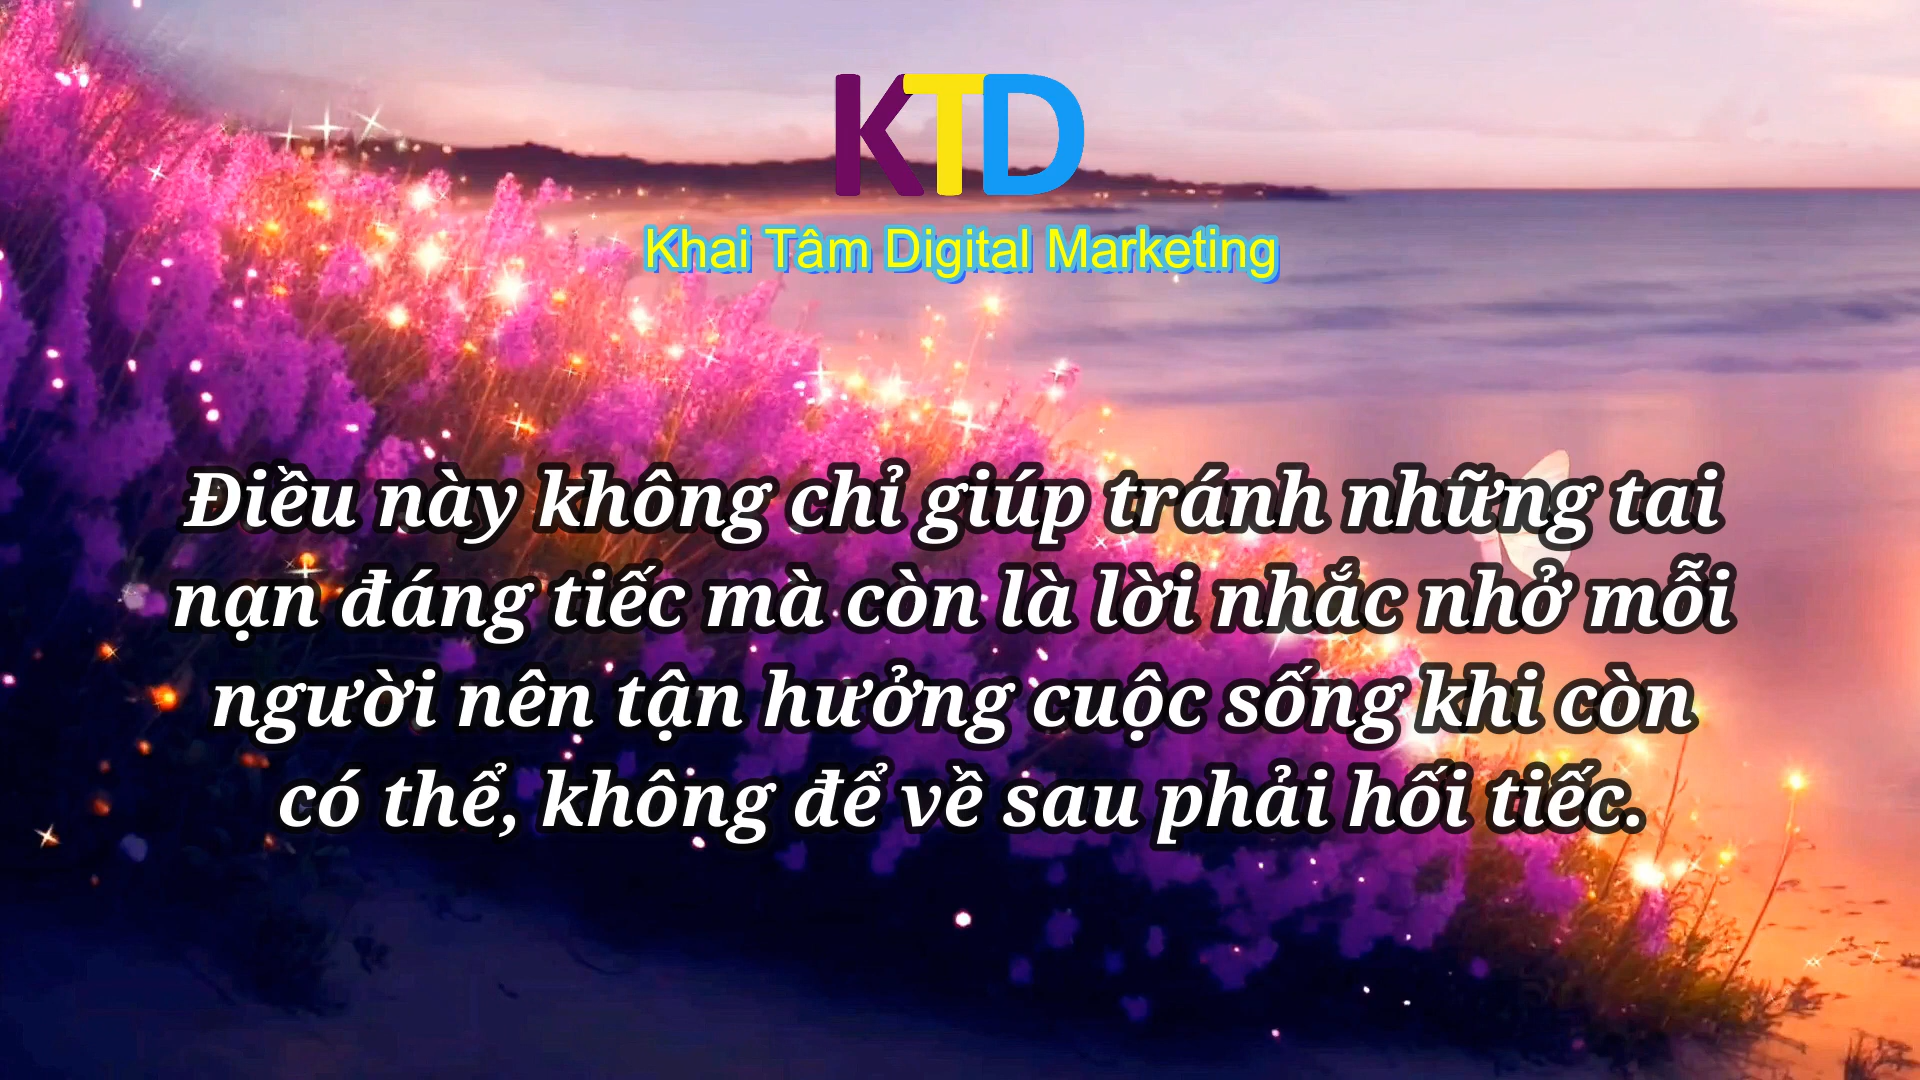 KTD
Khai Tâm Digital Marketing
Điều này không chỉ giúp tránh những tai
nạn đáng tiếc mà còn là lời nhắc nhở mỗi
người nên tận hưởng cuộc sống khi còn
có thể, không để về sau phải hối tiếc.